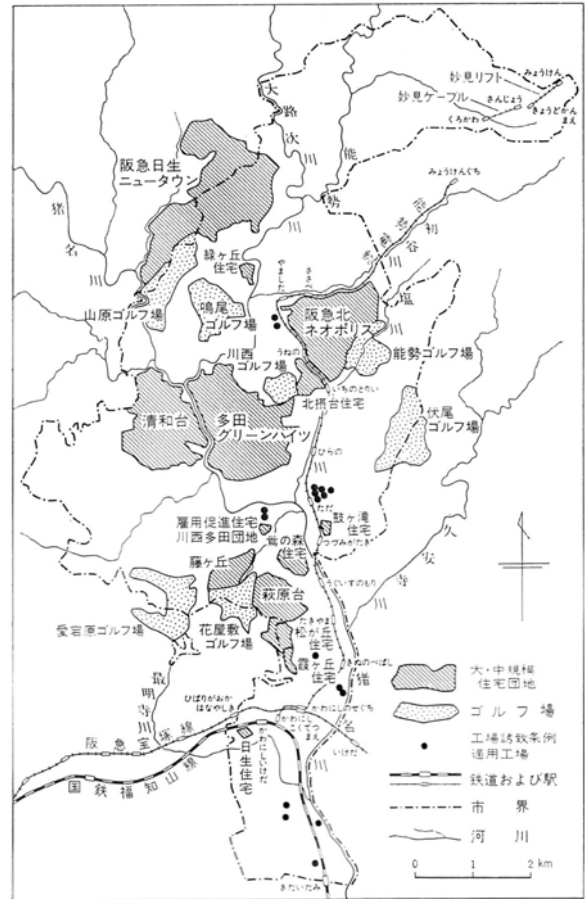 妙見リフト
みょうけん
妙見ケーブル
さんじょう
くろかわ
きょうどかん
まえ
大路次川
能勢
川
阪急日生
ニュータウン
みょうけんぐち
猪名
川
初谷川
緑ヶ丘
住宅
やました
ささべ
塩川
山原ゴルフ場
鳴尾
ゴルフ場
阪急北
ネオポリス
能勢ゴルフ場
川西
ゴルフ場
うねの
いちのとりい
北摂台住宅
清和台
多田
グリーンハイツ
伏尾
ゴルフ場
ひらの
川
ただ
雇用促進住宅
川西多田団地
鼓ヶ滝
住宅
つづみがたき
久安寺川
鴬の森
住宅
藤ヶ丘
うぐいすのもり
萩原台
愛宕原ゴルフ場
花屋敷
ゴルフ場
たきやま
松が丘
住宅
霞ヶ丘
住宅
きぬのべばし
最明寺川
猪名川
ひばりがおか
はなやしき
かわにしのせぐち
かわにし
こくてつ
まえ
いけだ
阪急宝塚線
かわにしいけだ
日生住宅
国鉄福知山線
きたいたみ
大・中規模
住宅団地
ゴルフ場
工場誘致条例
適用工場
鉄道および駅
市界
河川
0 1 2 km